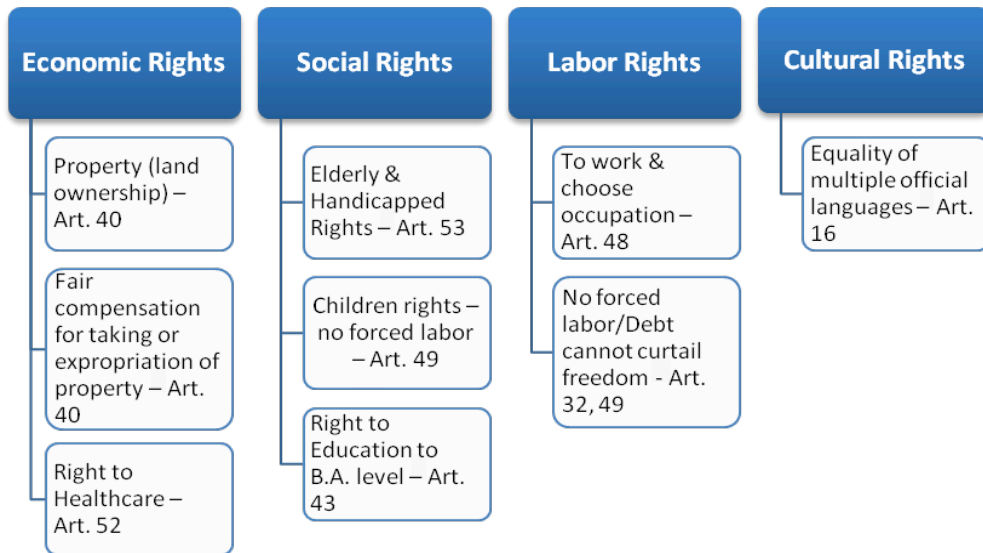 Economic Rights
Property (land
ownership) –
Art. 40
Fair
compensation
for taking or
expropriation of
property – Art.
40
Right to
Healthcare –
Art. 52
Social Rights
Elderly &
Handicapped
Rights – Art. 53
Children rights –
no forced labor
– Art. 49
Right to
Education to
B.A. level – Art.
43
Labor Rights
To work &
choose
occupation –
Art. 48
No forced
labor/Debt
cannot curtail
freedom - Art.
32, 49
Cultural Rights
Equality of
multiple official
languages – Art.
16